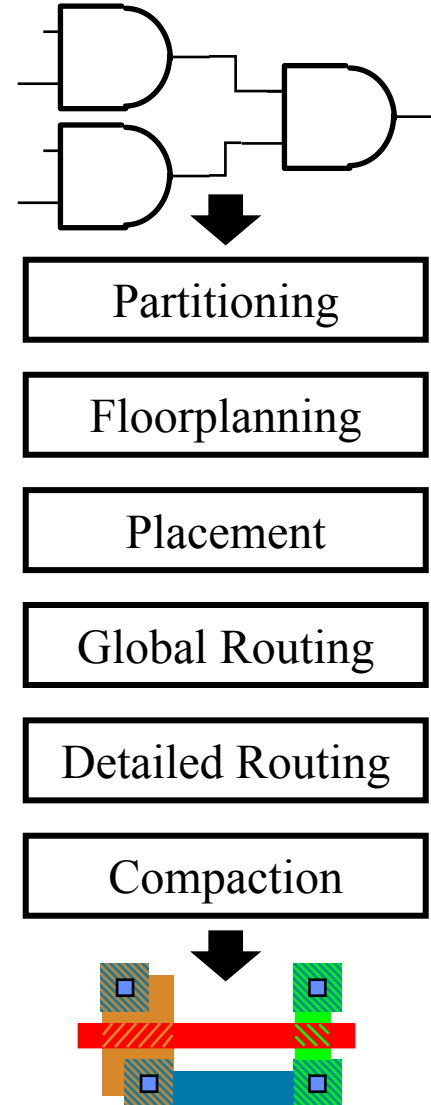 Partitioning
Floorplanning
Placement
Global Routing
Detailed Routing
Compaction